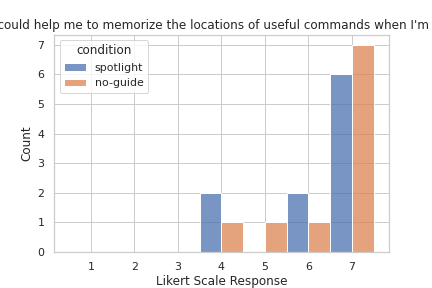 could help me to memorize the locations of useful commands when I'm
condition
spotlight
no-guide
7
6
5
4
3
2
1
0
Count
1 2 3 4 5 6 7
Likert Scale Response